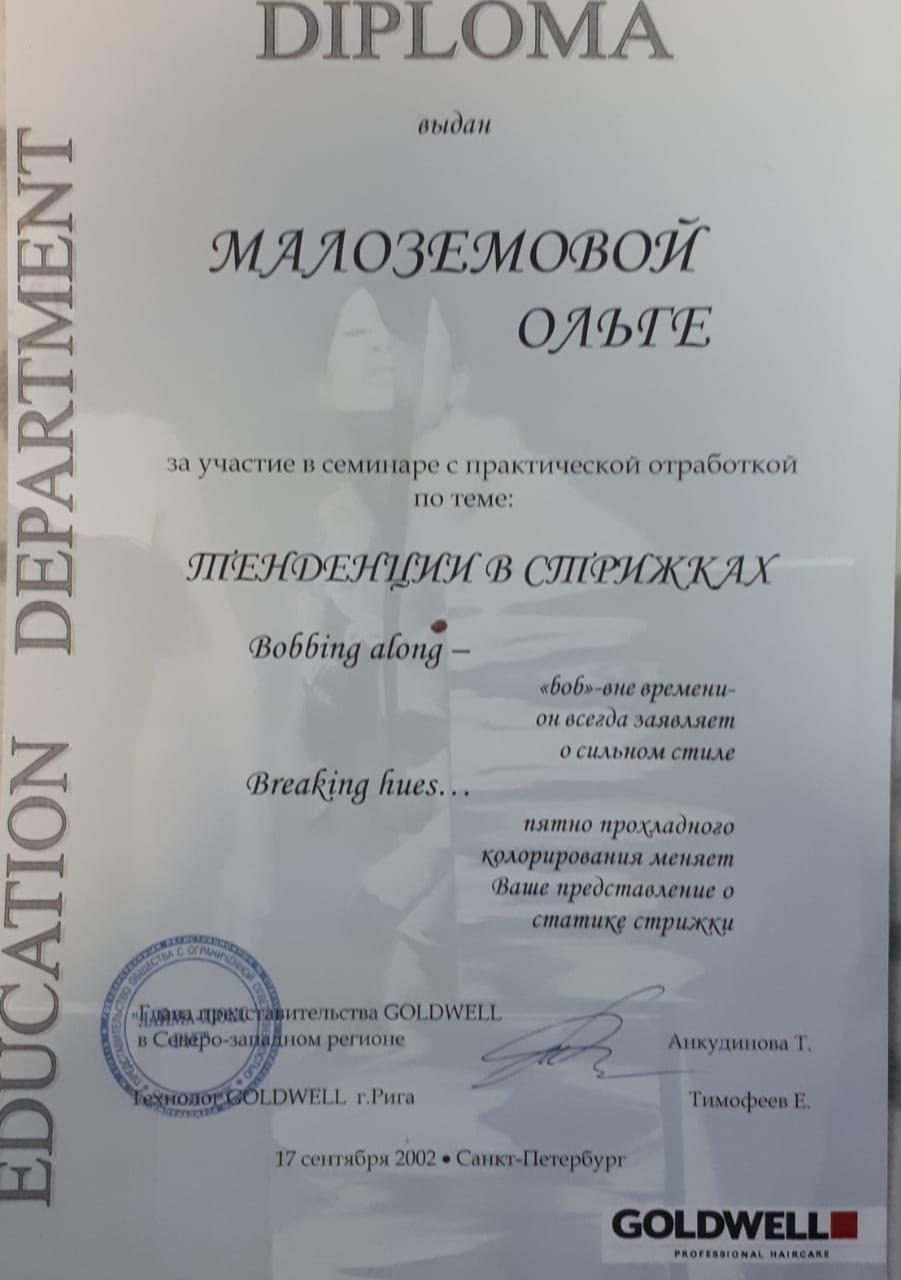 DIPLOMA
выдан
МАЛОЗЕМОВОЙ
ОЛЬГЕ
за участие в семинаре с практической отработкой
по теме:
ТЕНДЕНЦИИ В СТРИЖКАХ
Bobbing along –
«боб»-вне времени-
он всегда заявляет
о сильном стиле
Breaking hues...
пятно прохладного
колорирования меняет
Ваше представление о
статике стрижки
Глава представительства GOLDWELL
в Северо-западном регионе
Анкудинова Т.
Технолог GOLDWELL г.Рига
Тимофеев Е.
17 сентября 2002 • Санкт-Петербург
GOLDWELL
PROFESSIONAL HAIRCARE
EDUCATION DEPARTMENT